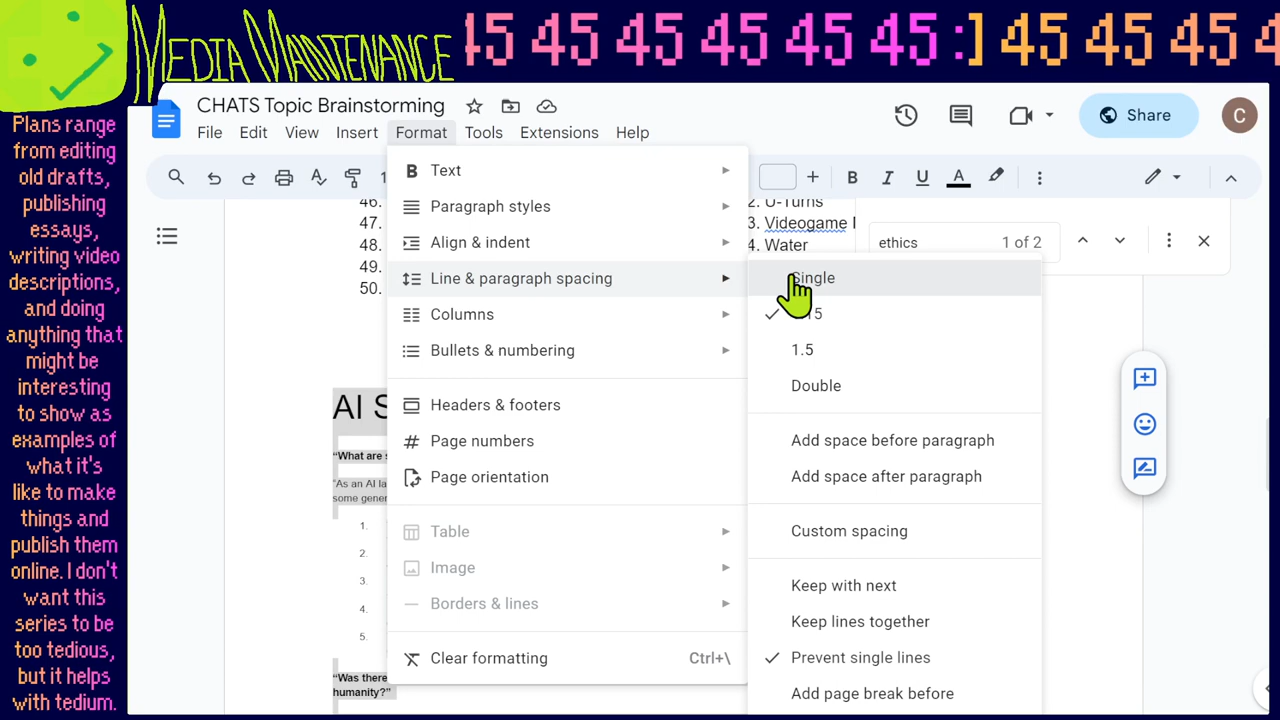 MEDIA MAINTENANCE
45 45 45 45 45 45 :] 45 45 45 4
Plans range
from editing
old drafts,
publishing
essays,
writing video
descriptions,
and doing
anything that
might be
interesting
to show as
examples of
what it's
like to make
things and
publish them
online. I don't
want this
series to be
too tedious,
but it helps
with tedium.
CHATS Topic Brainstorming
File Edit View Insert Format Tools Extensions Help
Share
C
46.
47.
48.
49.
50.
2. U-Turns
3. Videogame
4. Water
ethics 1 of 2
Text
Paragraph styles
Align & indent
Line & paragraph spacing
Columns
Bullets & numbering
Headers & footers
Page numbers
Page orientation
Table
Image
Borders & lines
Clear formatting Ctrl+\
Single
15
1.5
Double
Add space before paragraph
Add space after paragraph
Custom spacing
Keep with next
Keep lines together
Prevent single lines
Add page break before
AI S
“What are
“As an AI la
some gener
1.
2.
3.
4.
5.
“Was there
humanity?”